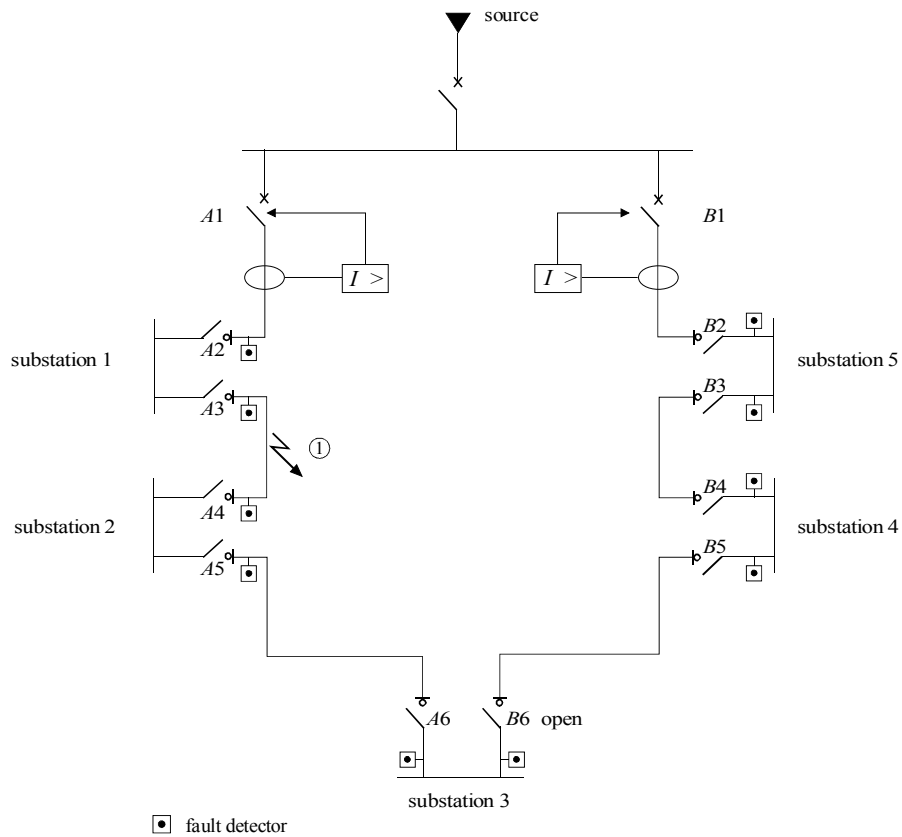 source
A1
B1
I >
I >
A2
B2
substation 1
substation 5
A3
B3
1
A4
B4
substation 2
substation 4
A5
B5
A6
B6 open
substation 3
fault detector